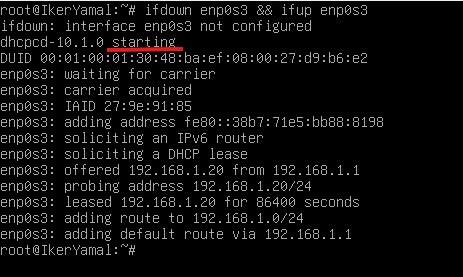 root@IkerYamal:~# ifdown enp0s3 && ifup enp0s3
ifdown: interface enp0s3 not configured
dhcpcd-10.1.0 starting
DUID 00:01:00:01:30:48:ba:ef:08:00:27:d9:b6:e2
enp0s3: waiting for carrier
enp0s3: carrier acquired
enp0s3: IAID 27:9e:91:85
enp0s3: adding address fe80::38b7:71e5:bb88:8198
enp0s3: soliciting an IPv6 router
enp0s3: soliciting a DHCP lease
enp0s3: offered 192.168.1.20 from 192.168.1.1
enp0s3: probing address 192.168.1.20/24
enp0s3: leased 192.168.1.20 for 86400 seconds
enp0s3: adding route to 192.168.1.0/24
enp0s3: adding default route via 192.168.1.1
root@IkerYamal:~#